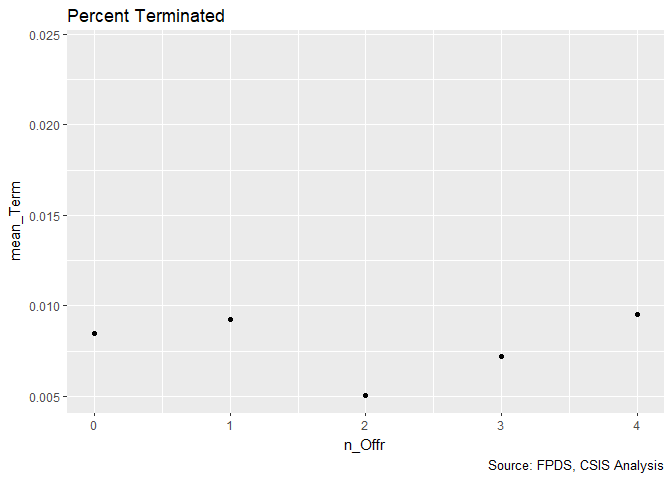 Percent Terminated
0.025
0.020
0.015
0.010
0.005
mean_Term
0 1 2 3 4
n_Offr
Source: FPDS, CSIS Analysis